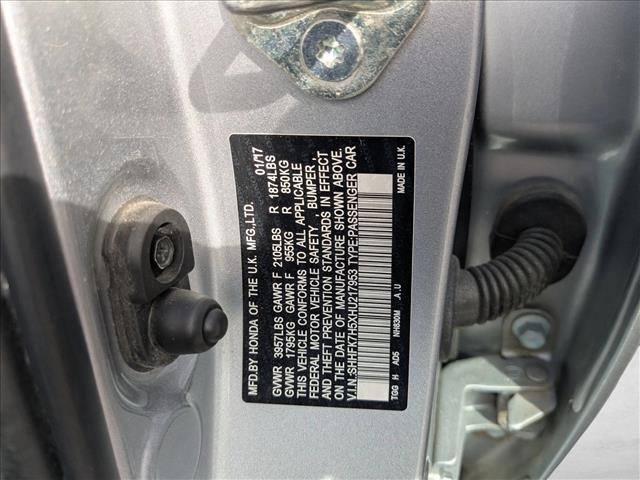 MFD.BY HONDA OF THE U.K. MFG.,LTD. 01/17
GVWR 3957LBS GAWR F 2105LBS R 1874LBS
GVWR 1795KG GAWR F 955KG R 850KG
THIS VEHICLE CONFORMS TO ALL APPLICABLE
FEDERAL MOTOR VEHICLE SAFETY , BUMPER ,
AND THEFT PREVENTION STANDARDS IN EFFECT
ON THE DATE OF MANUFACTURE SHOWN ABOVE.
V.I.N.:SHHFK7H5XHU217953 TYPE:PASSENGER CAR
TGG H AD5 NH830M .A.U MADE IN U.K.